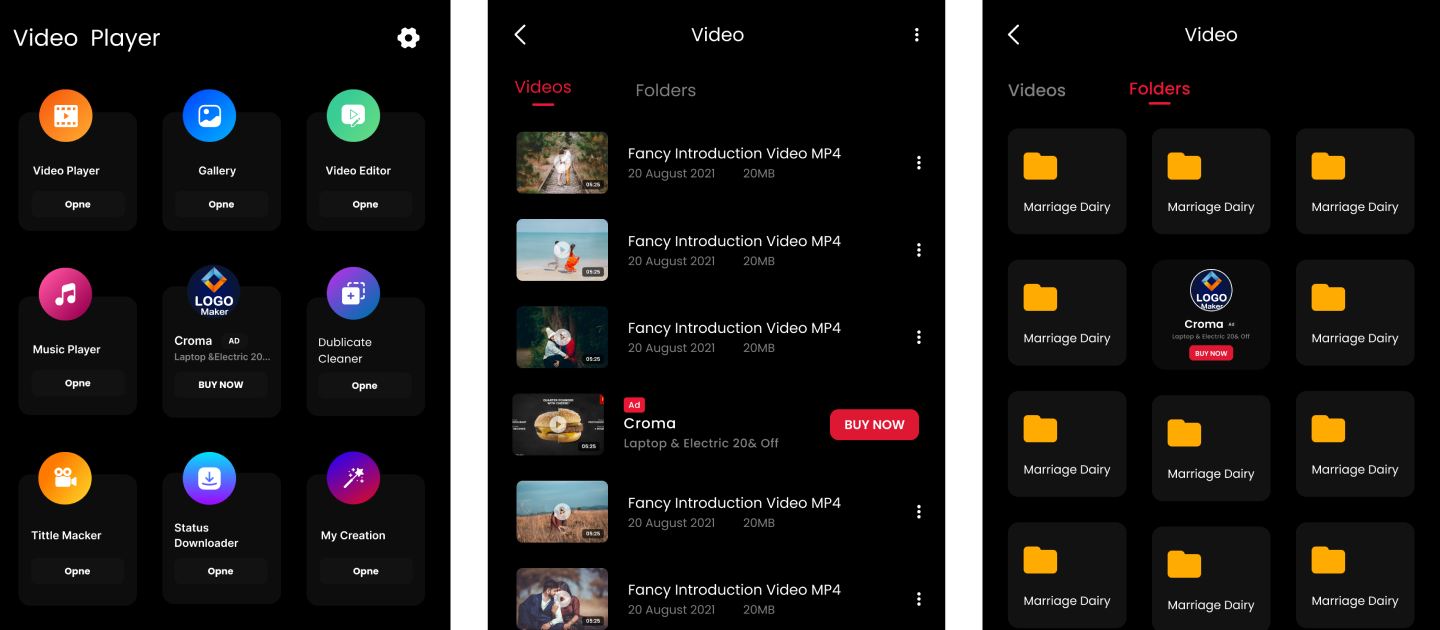 Video Player
Video Player
Gallery
Video Editor
Opne
Opne
Opne
LOGO
Maker
Music Player
Croma AD
Laptop &Electric 20...
Dublicate
Cleaner
Opne
BUY NOW
Opne
Tittle Macker
Status
Downloader
My Creation
Opne
Opne
Opne
Video
Videos
Folders
Fancy Introduction Video MP4
20 August 2021 20MB
05:25
Fancy Introduction Video MP4
20 August 2021 20MB
05:25
Fancy Introduction Video MP4
20 August 2021 20MB
05:25
QUARTER POUNDER
WITH CHEESE
Ad
Croma
Laptop & Electric 20& Off
BUY NOW
05:25
Fancy Introduction Video MP4
20 August 2021 20MB
05:25
Fancy Introduction Video MP4
20 August 2021 20MB
05:25
Video
Videos
Folders
Marriage Dairy
Marriage Dairy
Marriage Dairy
Marriage Dairy
LOGO
Maker
Croma Ad
Laptop & Electric 20& Off
BUY NOW
Marriage Dairy
Marriage Dairy
Marriage Dairy
Marriage Dairy
Marriage Dairy
Marriage Dairy
Marriage Dairy